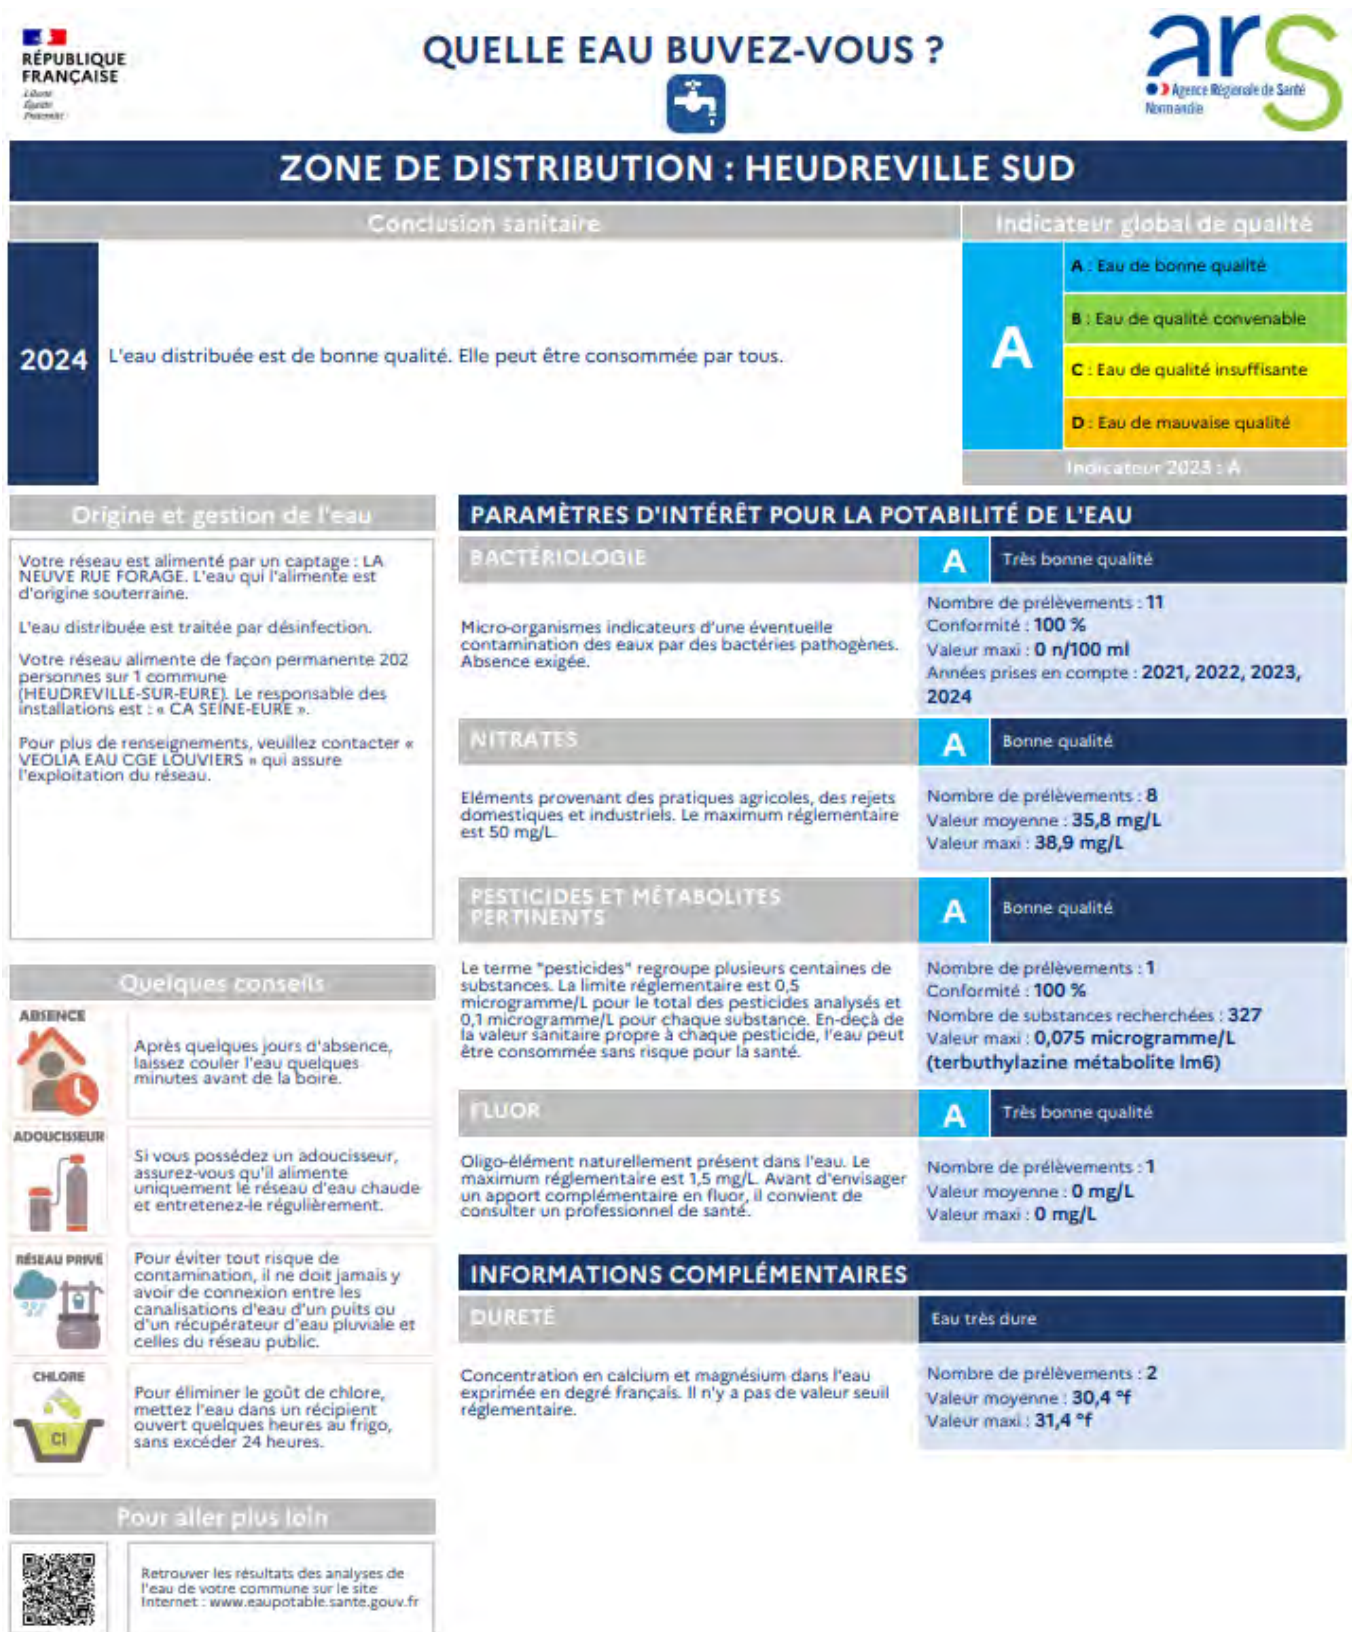 RÉPUBLIQUE
FRANÇAISE
Liberté
Égalité
Fraternité
QUELLE EAU BUVEZ-VOUS ?
ars
Agence Régionale de Santé
Normandie
ZONE DE DISTRIBUTION : HEUDREVILLE SUD
Conclusion sanitaire
Indicateur global de qualité
2024
L'eau distribuée est de bonne qualité. Elle peut être consommée par tous.
A
A : Eau de bonne qualité
B : Eau de qualité convenable
C : Eau de qualité insuffisante
D : Eau de mauvaise qualité
Indicateur 2023 : A
Origine et gestion de l'eau
Votre réseau est alimenté par un captage : LA
NEUVE RUE FORAGE. L'eau qui l'alimente est
d'origine souterraine.
L'eau distribuée est traitée par désinfection.
Votre réseau alimente de façon permanente 202
personnes sur 1 commune
(HEUDREVILLE-SUR-EURE). Le responsable des
installations est : « CA SEINE-EURE ».
Pour plus de renseignements, veuillez contacter «
VEOLIA EAU CGE LOUVIERS » qui assure
l'exploitation du réseau.
Quelques conseils
ABSENCE
Après quelques jours d'absence,
laissez couler l'eau quelques
minutes avant de la boire.
ADOUCISSEUR
Si vous possédez un adoucisseur,
assurez-vous qu'il alimente
uniquement le réseau d'eau chaude
et entretenez-le régulièrement.
RÉSEAU PRIVÉ
Pour éviter tout risque de
contamination, il ne doit jamais y
avoir de connexion entre les
canalisations d'eau d'un puits ou
d'un récupérateur d'eau pluviale et
celles du réseau public.
CHLORE
Cl
Pour éliminer le goût de chlore,
mettez l'eau dans un récipient
ouvert quelques heures au frigo,
sans excéder 24 heures.
Pour aller plus loin
Retrouver les résultats des analyses de
l'eau de votre commune sur le site
Internet : www.eaupotable.sante.gouv.fr
PARAMÈTRES D'INTÉRÊT POUR LA POTABILITÉ DE L'EAU
BACTÉRIOLOGIE
A
Très bonne qualité
Micro-organismes indicateurs d'une éventuelle
contamination des eaux par des bactéries pathogènes.
Absence exigée.
Nombre de prélèvements : 11
Conformité : 100 %
Valeur maxi : 0 n/100 ml
Années prises en compte : 2021, 2022, 2023,
2024
NITRATES
A
Bonne qualité
Eléments provenant des pratiques agricoles, des rejets
domestiques et industriels. Le maximum réglementaire
est 50 mg/L.
Nombre de prélèvements : 8
Valeur moyenne : 35,8 mg/L
Valeur maxi : 38,9 mg/L
PESTICIDES ET MÉTABOLITES
PERTINENTS
A
Bonne qualité
Le terme "pesticides" regroupe plusieurs centaines de
substances. La limite réglementaire est 0,5
microgramme/L pour le total des pesticides analysés et
0,1 microgramme/L pour chaque substance. En-deçà de
la valeur sanitaire propre à chaque pesticide, l'eau peut
être consommée sans risque pour la santé.
Nombre de prélèvements : 1
Conformité : 100 %
Nombre de substances recherchées : 327
Valeur maxi : 0,075 microgramme/L
(terbuthylazine métabolite lm6)
FLUOR
A
Très bonne qualité
Oligo-élément naturellement présent dans l'eau. Le
maximum réglementaire est 1,5 mg/L. Avant d'envisager
un apport complémentaire en fluor, il convient de
consulter un professionnel de santé.
Nombre de prélèvements : 1
Valeur moyenne : 0 mg/L
Valeur maxi : 0 mg/L
INFORMATIONS COMPLÉMENTAIRES
DURETÉ
Eau très dure
Concentration en calcium et magnésium dans l'eau
exprimée en degré français. Il n'y a pas de valeur seuil
réglementaire.
Nombre de prélèvements : 2
Valeur moyenne : 30,4 °f
Valeur maxi : 31,4 °f